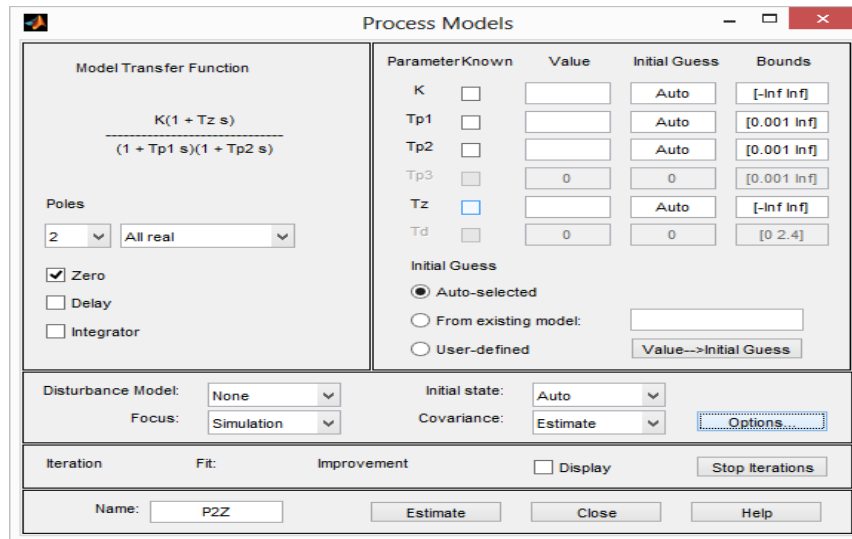 Process Models
Model Transfer Function
K(1 + Tz s)
------------------------------
(1 + Tp1 s)(1 + Tp2 s)
Poles
2 All real
Zero
Delay
Integrator
Parameter Known Value Initial Guess Bounds
K Auto [-Inf Inf]
Tp1 Auto [0.001 Inf]
Tp2 Auto [0.001 Inf]
Tp3 0 0 [0.001 Inf]
Tz Auto [-Inf Inf]
Td 0 0 [0 2.4]
Initial Guess
Auto-selected
From existing model:
User-defined Value-->Initial Guess
Disturbance Model: None Initial state: Auto
Focus: Simulation Covariance: Estimate Options...
Iteration Fit: Improvement Display Stop Iterations
Name: P2Z Estimate Close Help